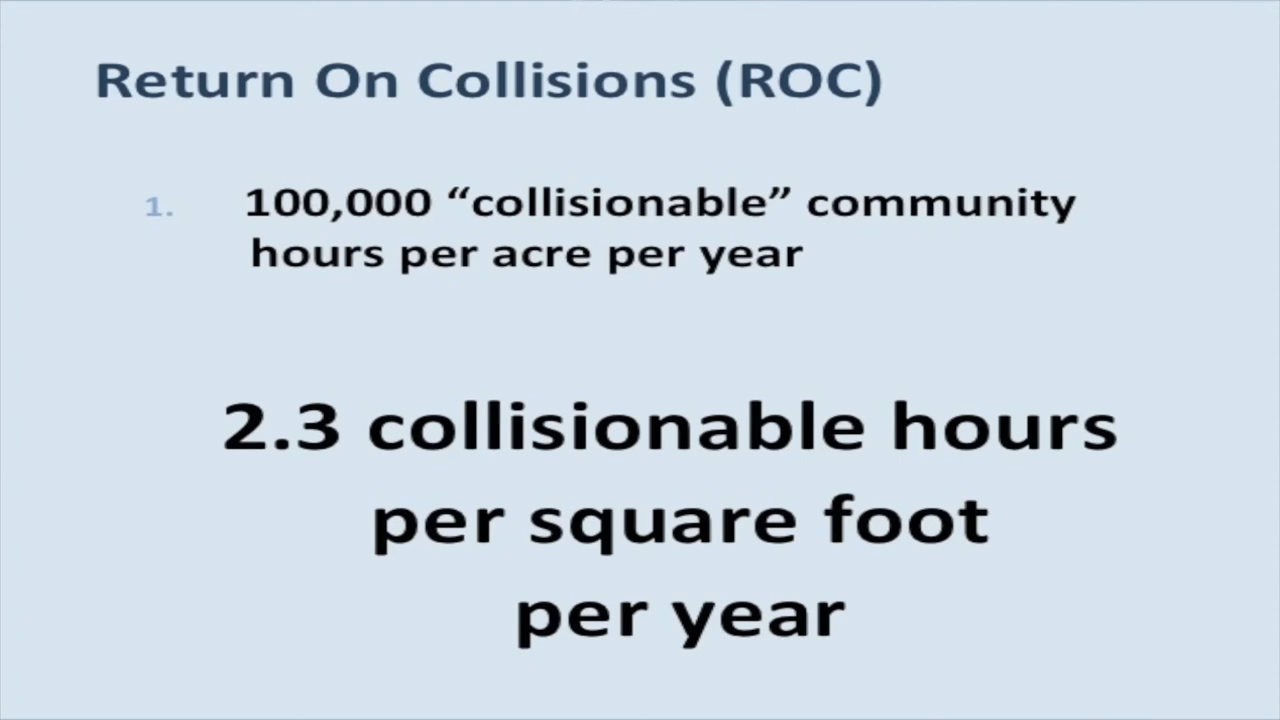 Return On Collisions (ROC)
1. 100,000 “collisionable” community
hours per acre per year
2.3 collisionable hours
per square foot
per year